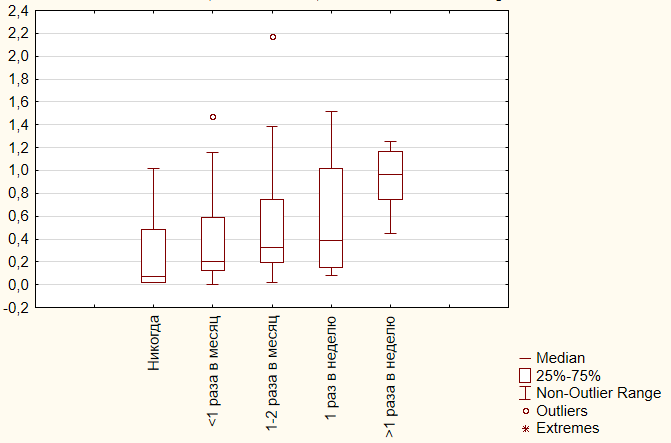 2,4
2,2
2,0
1,8
1,6
1,4
1,2
1,0
0,8
0,6
0,4
0,2
0,0
-0,2
Никогда
<1 раза в месяц
1-2 раза в месяц
1 раз в неделю
>1 раза в неделю
Median
25%-75%
Non-Outlier Range
Outliers
Extremes